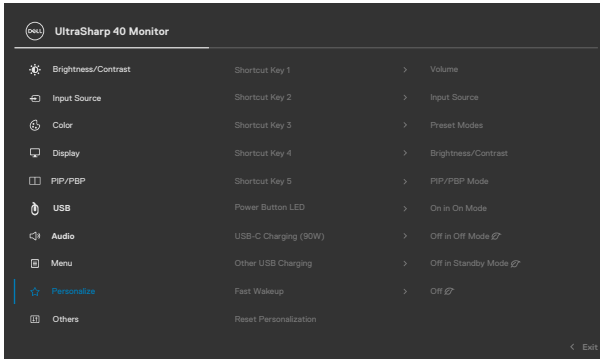 DELL UltraSharp 40 Monitor
Brightness/Contrast Shortcut Key 1 > Volume
Input Source Shortcut Key 2 > Input Source
Color Shortcut Key 3 > Preset Modes
Display Shortcut Key 4 > Brightness/Contrast
PIP/PBP Shortcut Key 5 > PIP/PBP Mode
USB Power Button LED > On in On Mode
Audio USB-C Charging (90W) > Off in Off Mode
Menu Other USB Charging > Off in Standby Mode
Personalize Fast Wakeup > Off
Others Reset Personalization
< Exit